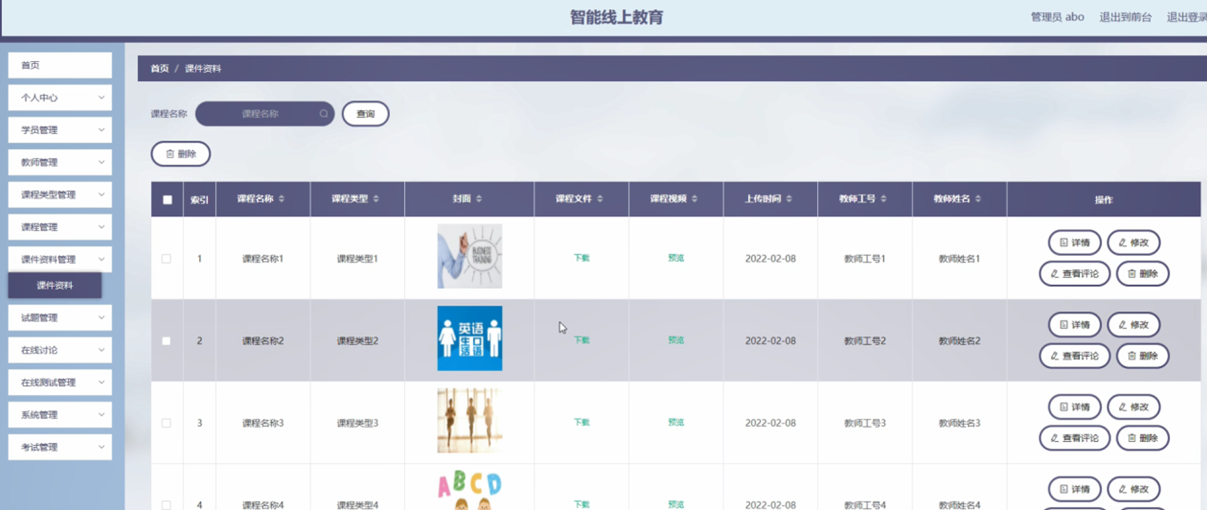 智能线上教育
管理员 abo 退出到前台 退出登录
首页
个人中心
学员管理
教师管理
课程类型管理
课程管理
课件资料管理
课件资料
试题管理
在线讨论
在线测试管理
系统管理
考试管理
首页 / 课件资料
课程名称 课程名称 查询
删除
索引 课程名称 课程类型 封面 课程文件 课程视频 上传时间 教师工号 教师姓名 操作
BUSINESS
TRAINING
1 课程名称1 课程类型1 下载 预览 2022-02-08 教师工号1 教师姓名1
详情 修改
查看评论 删除
英语
生口
活语
2 课程名称2 课程类型2 下载 预览 2022-02-08 教师工号2 教师姓名2
详情 修改
查看评论 删除
3 课程名称3 课程类型3 下载 预览 2022-02-08 教师工号3 教师姓名3
详情 修改
查看评论 删除
ABCD
4 课程名称4 课程类型4 下载 预览 2022-02-08 教师工号4 教师姓名4
详情 修改